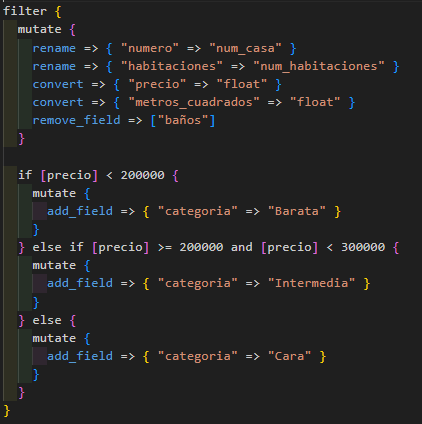 filter {
  mutate {
    rename => { "numero" => "num_casa" }
    rename => { "habitaciones" => "num_habitaciones" }
    convert => { "precio" => "float" }
    convert => { "metros_cuadrados" => "float" }
    remove_field => ["baños"]
  }

  if [precio] < 200000 {
    mutate {
      add_field => { "categoria" => "Barata" }
    }
  } else if [precio] >= 200000 and [precio] < 300000 {
    mutate {
      add_field => { "categoria" => "Intermedia" }
    }
  } else {
    mutate {
      add_field => { "categoria" => "Cara" }
    }
  }
}